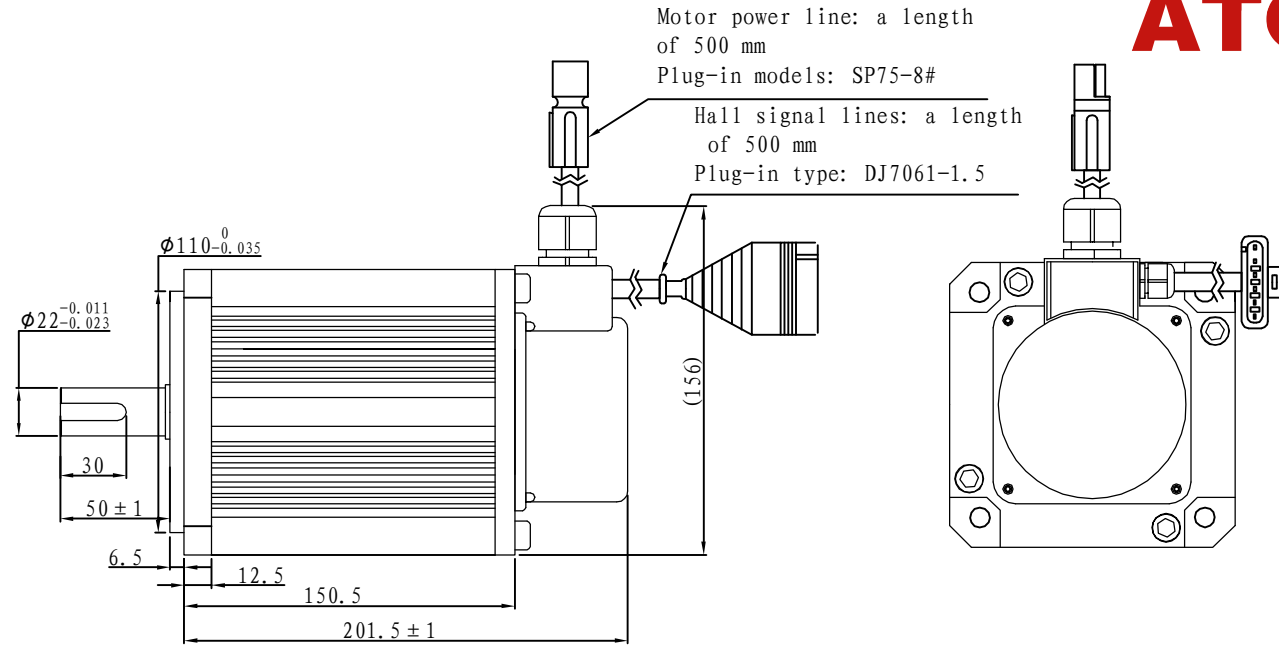 ATO
Motor power line: a length
of 500 mm
Plug-in models: SP75-8#
Hall signal lines: a length
of 500 mm
Plug-in type: DJ7061-1.5
ϕ110 0 -0.035
ϕ22 -0.011 -0.023
(156)
30
50±1
6.5
12.5
150.5
201.5±1